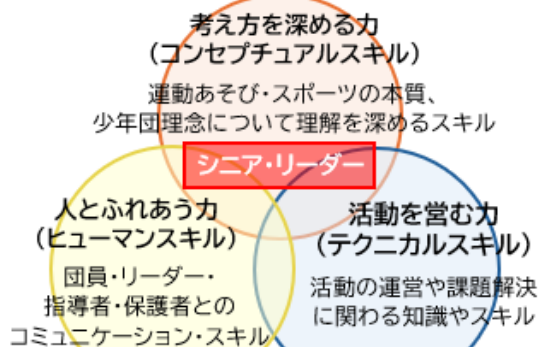 考え方を深める力
（コンセプチュアルスキル）
運動あそび・スポーツの本質、
少年団理念について理解を深めるスキル
シニア・リーダー
人とふれあう力
（ヒューマンスキル）
団員・リーダー・
指導者・保護者との
コミュニケーション・スキル
活動を営む力
（テクニカルスキル）
活動の運営や課題解決
に関わる知識やスキル